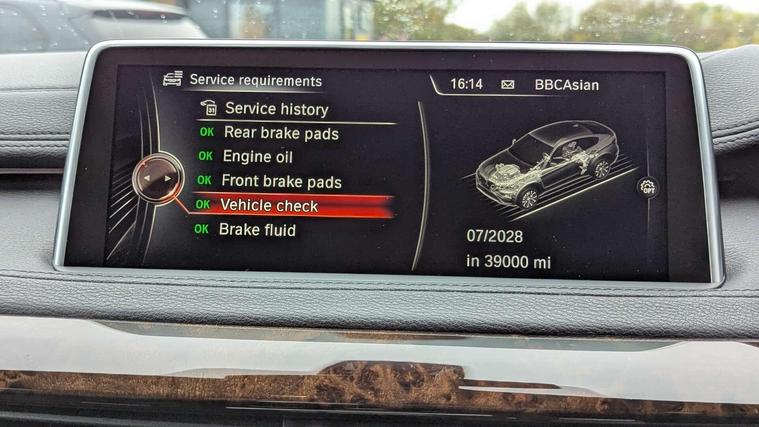 Service requirements
16:14
BBCAsian
31
Service history
OK Rear brake pads
OK Engine oil
OK Front brake pads
OK Vehicle check
OK Brake fluid
OPT
07/2028
in 39000 mi